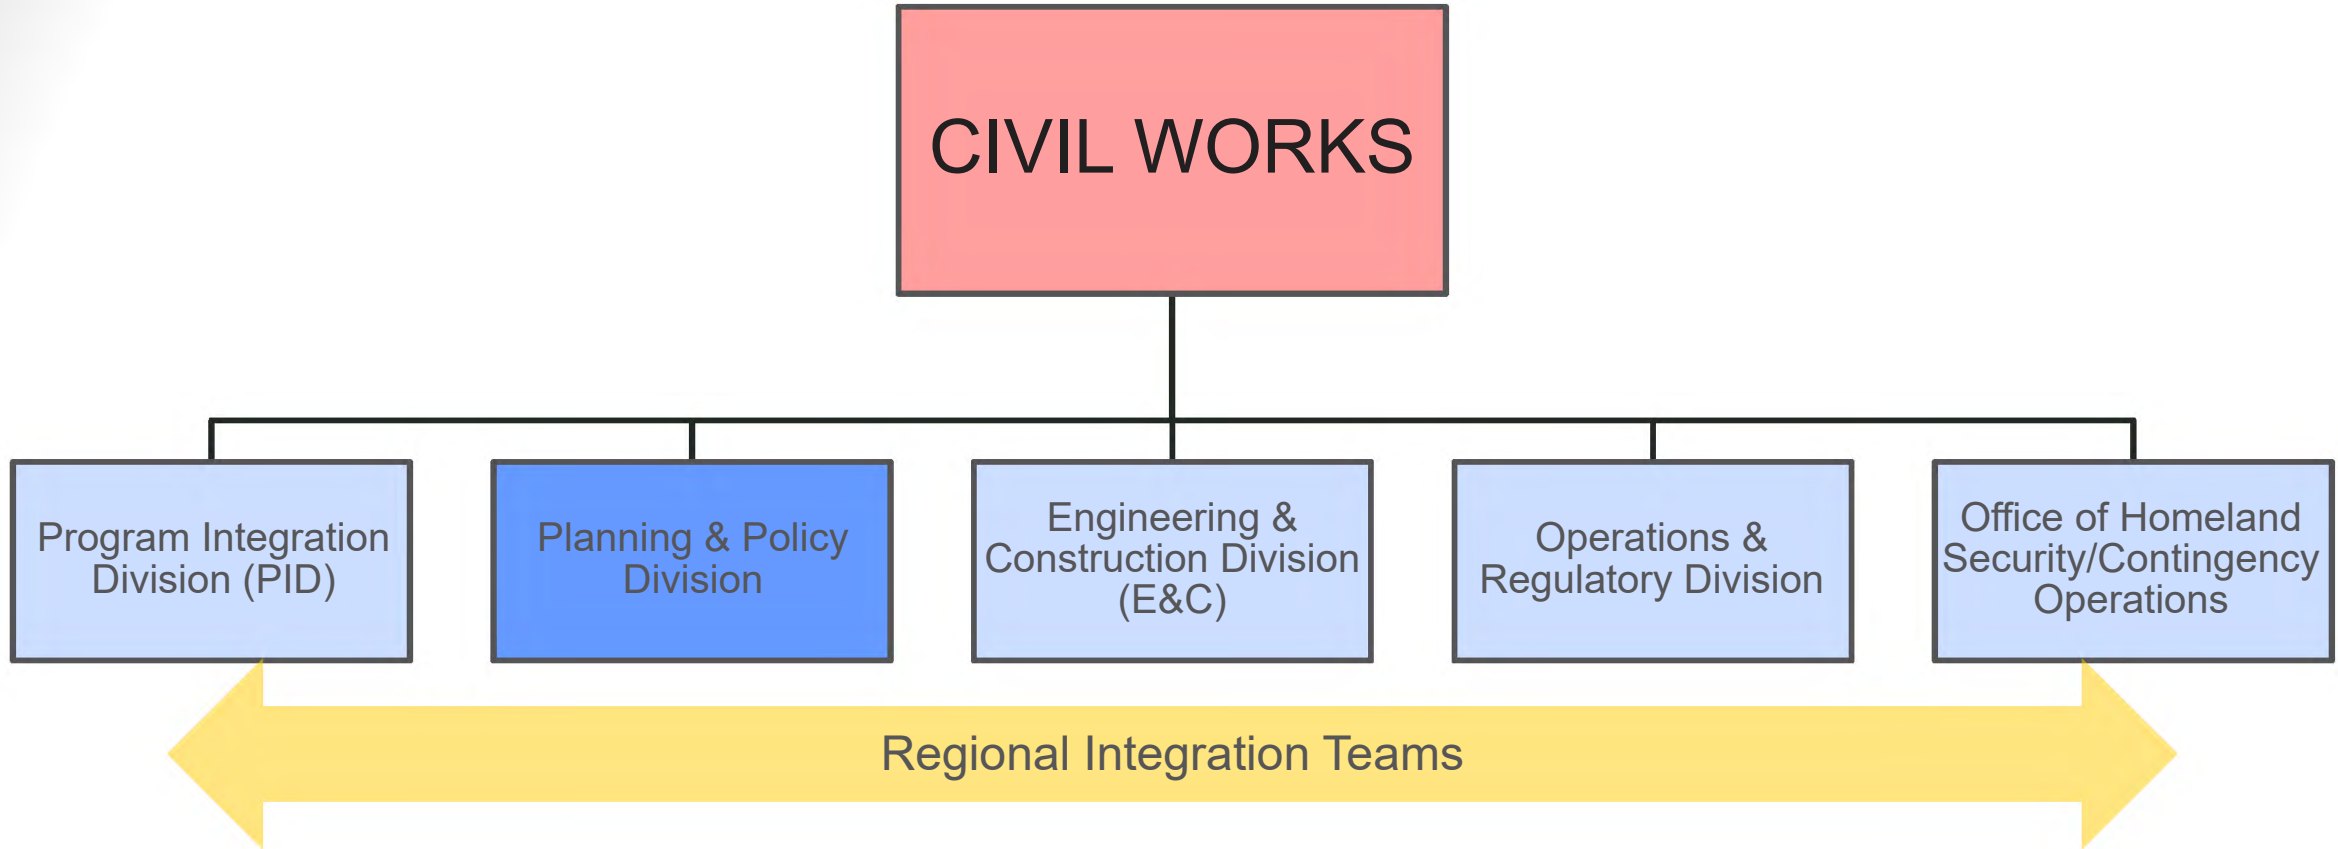 CIVIL WORKS
Program Integration
Division (PID)
Planning & Policy
Division
Engineering &
Construction Division
(E&C)
Operations &
Regulatory Division
Office of Homeland
Security/Contingency
Operations
Regional Integration Teams